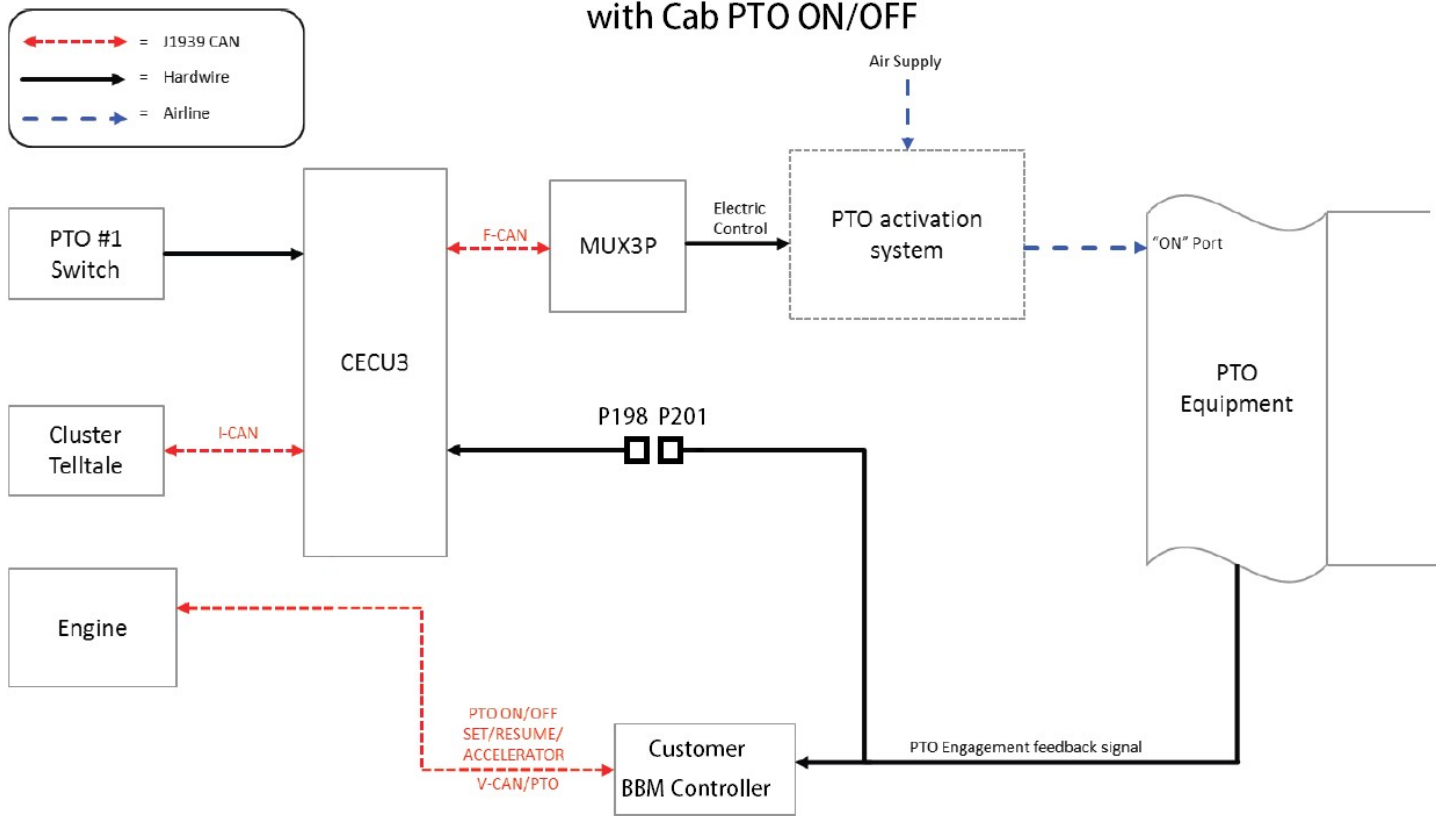 with Cab PTO ON/OFF
= J1939 CAN
= Hardwire
= Airline
Air Supply
PTO #1
Switch
CECU3
F-CAN
MUX3P
Electric
Control
PTO activation
system
"ON" Port
PTO
Equipment
Cluster
Telltale
I-CAN
P198 P201
Engine
PTO ON/OFF
SET/RESUME/
ACCELERATOR
V-CAN/PTO
Customer
BBM Controller
PTO Engagement feedback signal